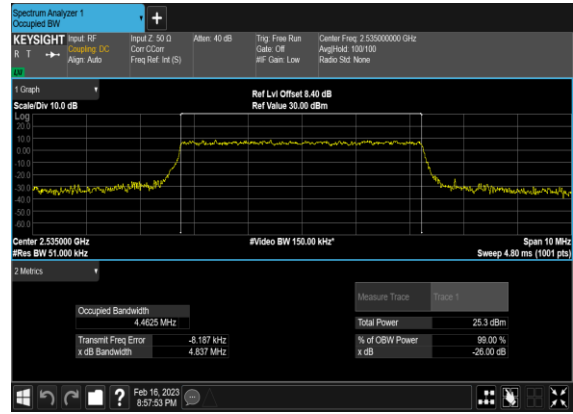 Spectrum Analyzer 1
Occupied BW
+
KEYSIGHT Input: RF Input Z: 50 Ω Atten: 40 dB Trig: Free Run Center Freq: 2.535000000 GHz
R T Coupling: DC Corr CCorr Gate: Off Avg|Hold: 100/100
Align: Auto Freq Ref: Int (S) #IF Gain: Low Radio Std: None
LW
1 Graph
Ref Lvl Offset 8.40 dB
Scale/Div 10.0 dB Ref Value 30.00 dBm
Log
20.0
10.0
0.00
-10.0
-20.0
-30.0
-40.0
-50.0
-60.0
Center 2.535000 GHz #Video BW 150.00 kHz* Span 10 MHz
#Res BW 51.000 kHz Sweep 4.80 ms (1001 pts)
2 Metrics
Measure Trace Trace 1
Occupied Bandwidth
4.4625 MHz
Total Power 25.3 dBm
Transmit Freq Error -8.187 kHz % of OBW Power 99.00 %
x dB Bandwidth 4.837 MHz x dB -26.00 dB
?
Feb 16, 2023
8:57:53 PM